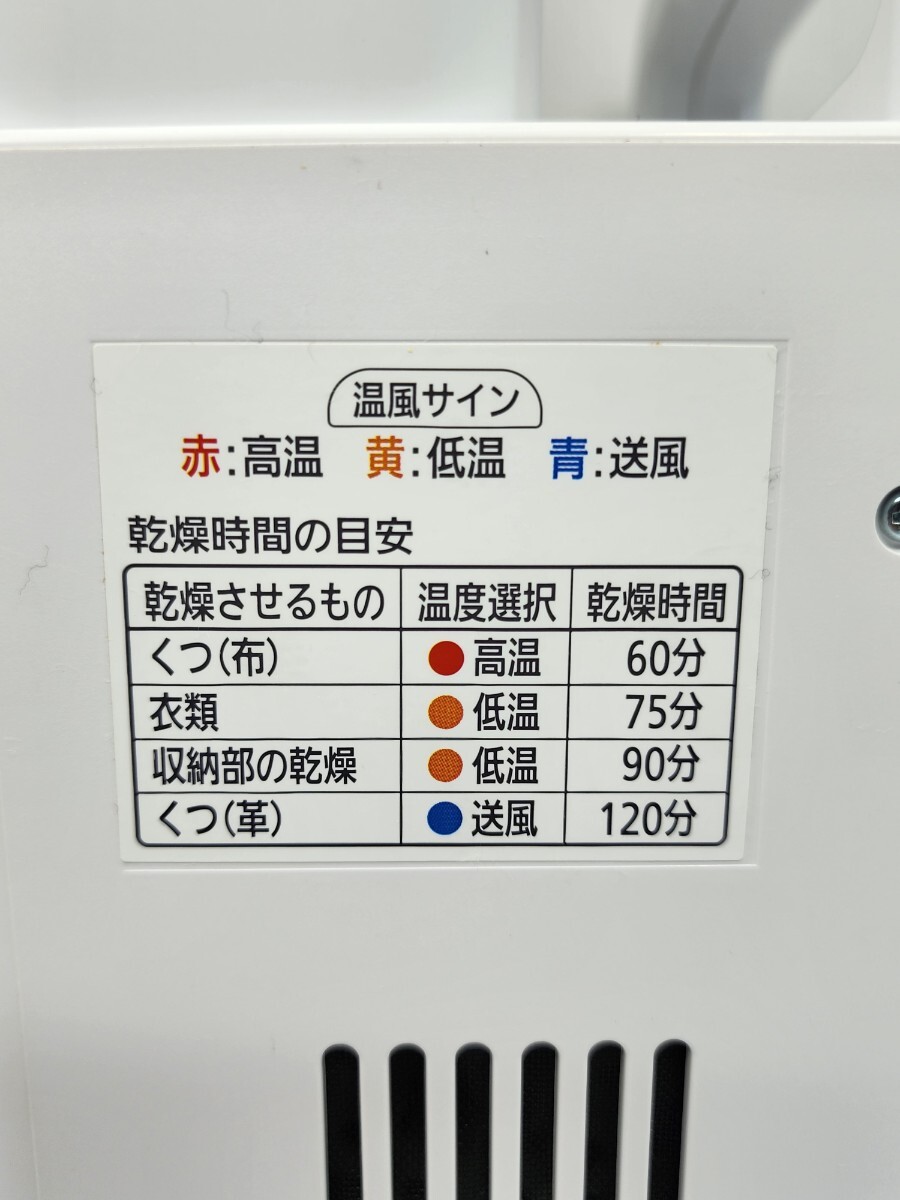 温風サイン
赤:高温 黄:低温 青:送風
乾燥時間の目安
乾燥させるもの 温度選択 乾燥時間
くつ(布) 高温 60分
衣類 低温 75分
収納部の乾燥 低温 90分
くつ(革) 送風 120分